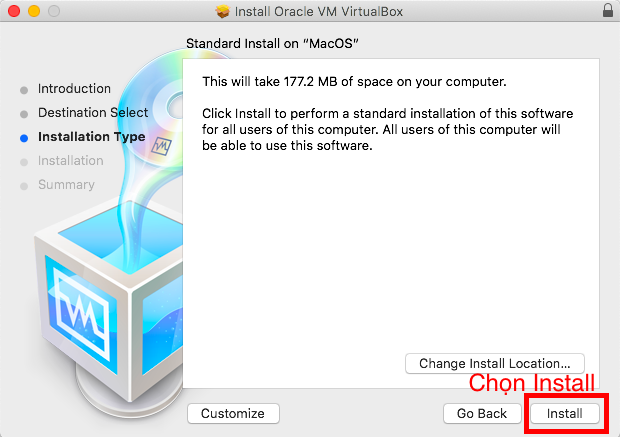 Install Oracle VM VirtualBox
Standard Install on “MacOS”
Introduction
Destination Select
Installation Type
Installation
Summary
This will take 177.2 MB of space on your computer.
Click Install to perform a standard installation of this software
for all users of this computer. All users of this computer will
be able to use this software.
Change Install Location...
Chọn Install
Customize
Go Back
Install